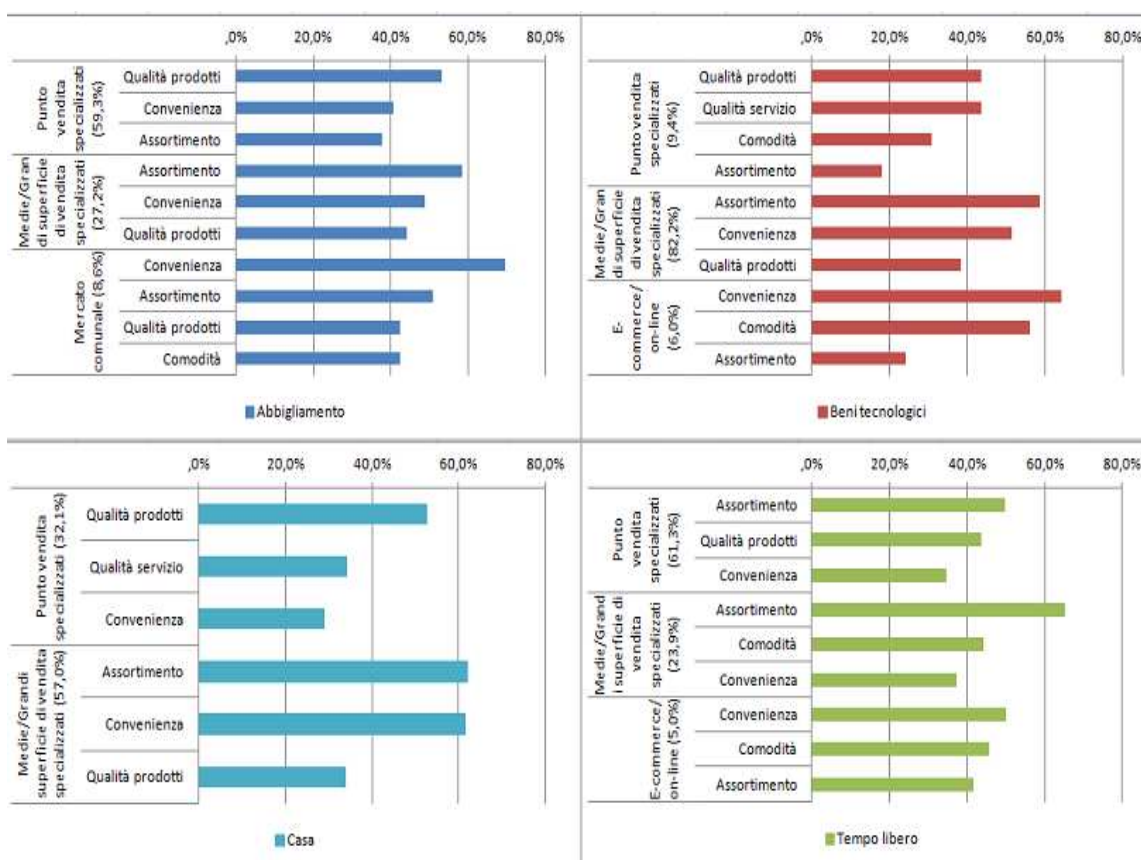 ,0% 20,0% 40,0% 60,0% 80,0%
Punto
vendita
specializzati
(59,3%)
Qualità prodotti
Convenienza
Assortimento
Medie/Gran
di superficie
di vendita
specializzati
(27,2%)
Assortimento
Convenienza
Qualità prodotti
Mercato
comunale (8,6%)
Convenienza
Assortimento
Qualità prodotti
Comodità
Abbigliamento
,0% 20,0% 40,0% 60,0% 80,0%
Punto vendita
specializzati
(9,4%)
Qualità prodotti
Qualità servizio
Comodità
Assortimento
Medie/Gran
di superficie
di vendita
specializzati
(82,2%)
Assortimento
Convenienza
Qualità prodotti
E-
commerce/
on-line
(6,0%)
Convenienza
Comodità
Assortimento
Beni tecnologici
,0% 20,0% 40,0% 60,0% 80,0%
Punto vendita
specializzati (32,1%)
Qualità prodotti
Qualità servizio
Convenienza
Medie/Grandi
superficie di vendita
specializzati (57,0%)
Assortimento
Convenienza
Qualità prodotti
Casa
,0% 20,0% 40,0% 60,0% 80,0%
Punto
vendita
specializzati
(61,3%)
Assortimento
Qualità prodotti
Convenienza
Medie/Grand
i superficie di
vendita
specializzati
(23,9%)
Assortimento
Comodità
Convenienza
E-commerce/
on-line (5,0%)
Convenienza
Comodità
Assortimento
Tempo libero